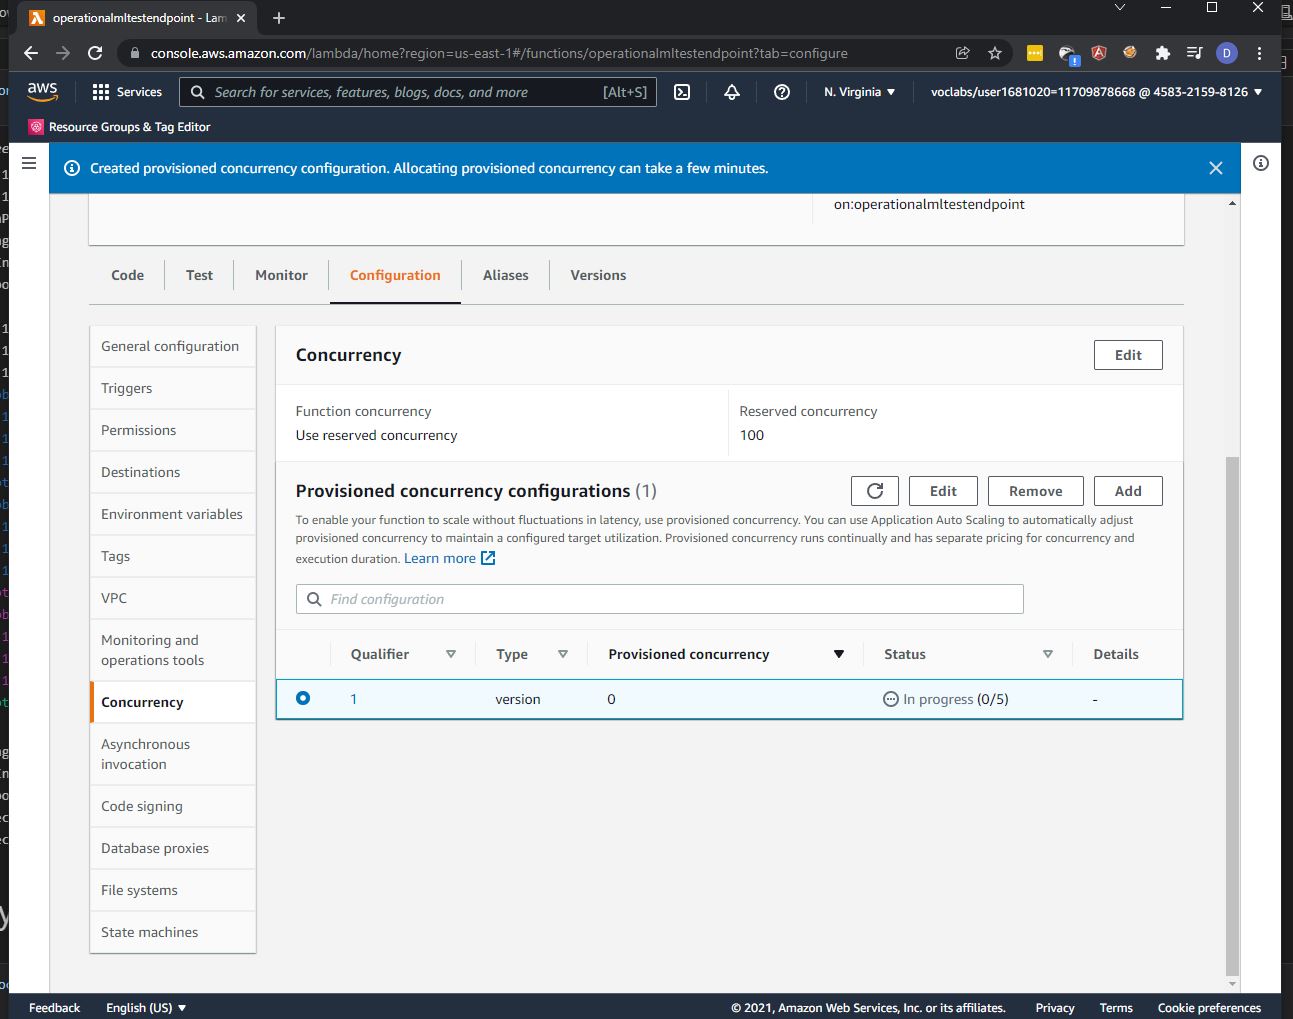 operationalmltestendpoint - Lam
console.aws.amazon.com/lambda/home?region=us-east-1#/functions/operationalmltestendpoint?tab=configure
D
aws
Services
Search for services, features, blogs, docs, and more [Alt+S]
N. Virginia
voclabs/user1681020=11709878668 @ 4583-2159-8126
Resource Groups & Tag Editor
Created provisioned concurrency configuration. Allocating provisioned concurrency can take a few minutes.
on:operationalmltestendpoint
Code Test Monitor Configuration Aliases Versions
General configuration
Triggers
Permissions
Destinations
Environment variables
Tags
VPC
Monitoring and
operations tools
Concurrency
Asynchronous
invocation
Code signing
Database proxies
File systems
State machines
Concurrency
Edit
Function concurrency
Use reserved concurrency
Reserved concurrency
100
Provisioned concurrency configurations (1)
Edit Remove Add
To enable your function to scale without fluctuations in latency, use provisioned concurrency. You can use Application Auto Scaling to automatically adjust
provisioned concurrency to maintain a configured target utilization. Provisioned concurrency runs continually and has separate pricing for concurrency and
execution duration. Learn more
Find configuration
Qualifier Type Provisioned concurrency Status Details
1 version 0 In progress (0/5) -
Feedback English (US) © 2021, Amazon Web Services, Inc. or its affiliates. Privacy Terms Cookie preferences